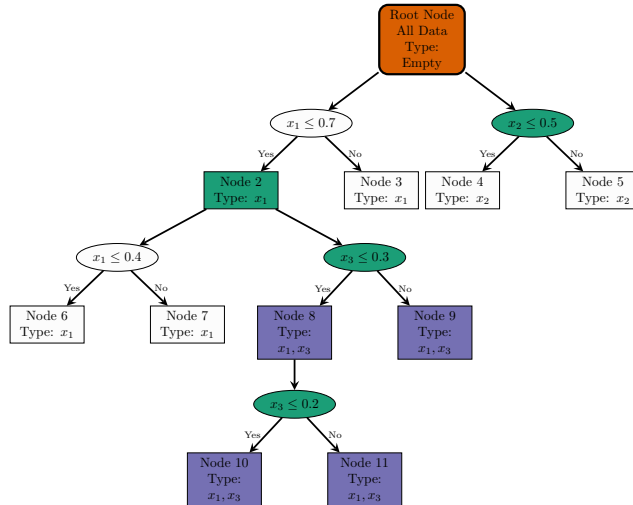 Root Node
All Data
Type:
Empty
x₁ ≤ 0.7
x₂ ≤ 0.5
Yes
No
Yes
No
Node 2
Type: x₁
Node 3
Type: x₁
Node 4
Type: x₂
Node 5
Type: x₂
x₁ ≤ 0.4
x₃ ≤ 0.3
Yes
No
Yes
No
Node 6
Type: x₁
Node 7
Type: x₁
Node 8
Type:
x₁, x₃
Node 9
Type:
x₁, x₃
x₃ ≤ 0.2
Yes
No
Node 10
Type:
x₁, x₃
Node 11
Type:
x₁, x₃